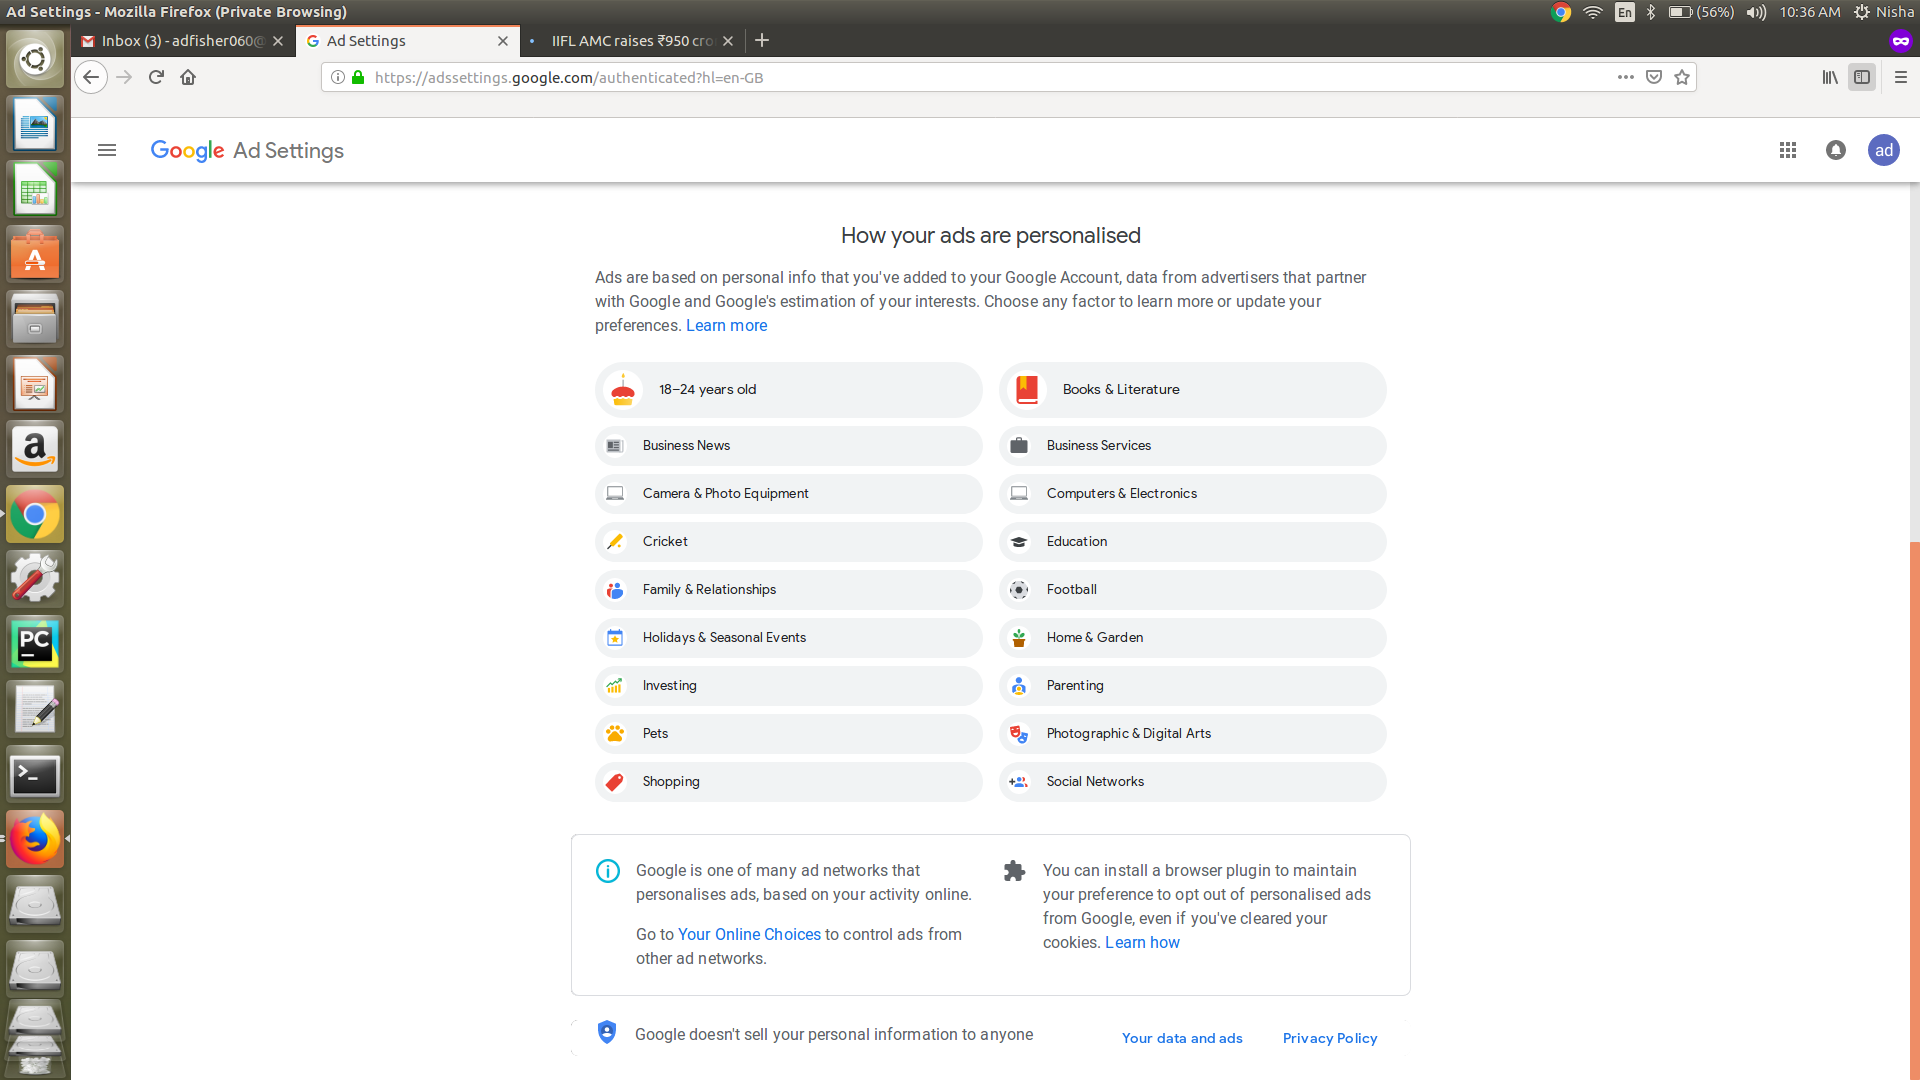 Ad Settings - Mozilla Firefox (Private Browsing)
En
(56%)
10:36 AM
Nisha
Inbox (3) - adfisher060@
Ad Settings
IIFL AMC raises ₹950 cro
https://adssettings.google.com/authenticated?hl=en-GB
Google Ad Settings
ad
How your ads are personalised
Ads are based on personal info that you've added to your Google Account, data from advertisers that partner
with Google and Google's estimation of your interests. Choose any factor to learn more or update your
preferences. Learn more
18–24 years old
Books & Literature
Business News
Business Services
Camera & Photo Equipment
Computers & Electronics
Cricket
Education
Family & Relationships
Football
Holidays & Seasonal Events
Home & Garden
Investing
Parenting
Pets
Photographic & Digital Arts
Shopping
Social Networks
Google is one of many ad networks that
personalises ads, based on your activity online.
Go to Your Online Choices to control ads from
other ad networks.
You can install a browser plugin to maintain
your preference to opt out of personalised ads
from Google, even if you've cleared your
cookies. Learn how
Google doesn't sell your personal information to anyone
Your data and ads
Privacy Policy
A
a
PC
>_